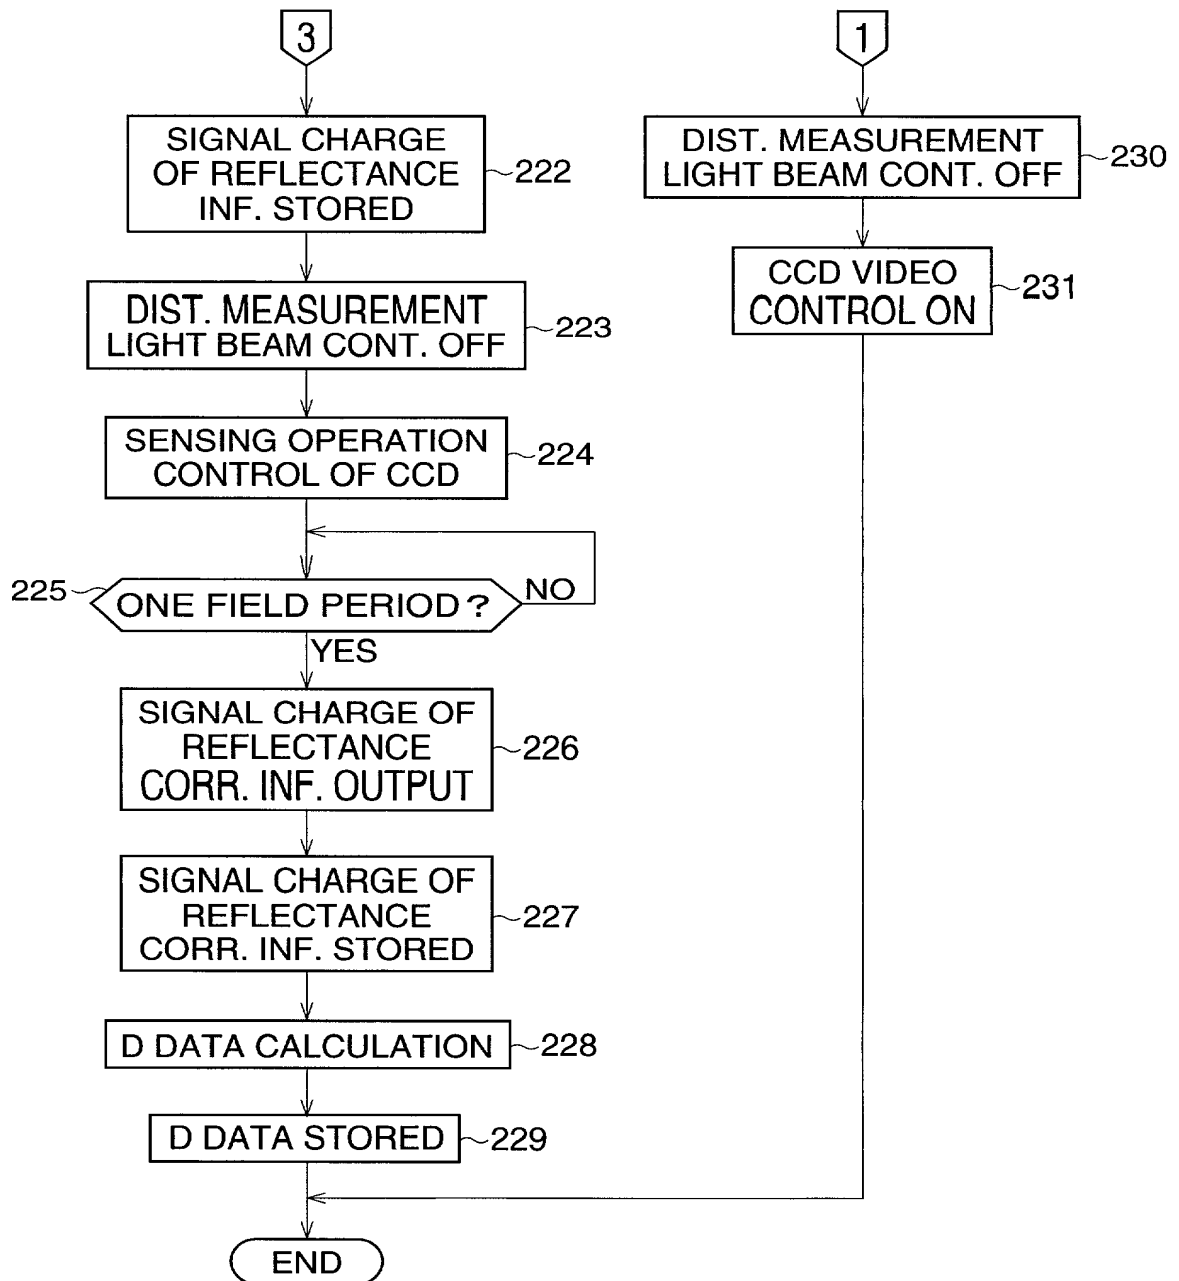 3
SIGNAL CHARGE
OF REFLECTANCE
INF. STORED
222
DIST. MEASUREMENT
LIGHT BEAM CONT. OFF
223
SENSING OPERATION
CONTROL OF CCD
224
225
ONE FIELD PERIOD ?
NO
YES
SIGNAL CHARGE OF
REFLECTANCE
CORR. INF. OUTPUT
226
SIGNAL CHARGE OF
REFLECTANCE
CORR. INF. STORED
227
D DATA CALCULATION
228
D DATA STORED
229
END
1
DIST. MEASUREMENT
LIGHT BEAM CONT. OFF
230
CCD VIDEO
CONTROL ON
231